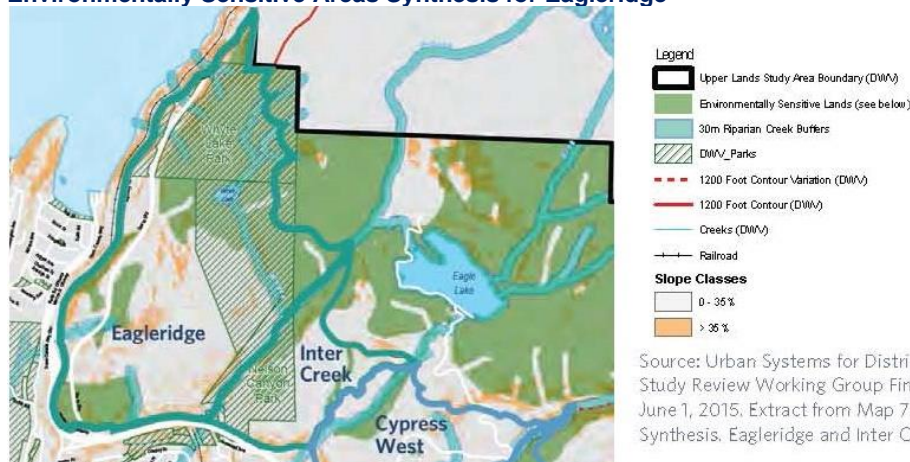 Environmentally Sensitive Areas Synthesis for Eagleridge
Whyte
Lake
Park
Eagle
Lake
Eagleridge
Inter
Creek
Nelson
Canyon
Park
Cypress
West
Legend
Upper Lands Study Area Boundary (DWV)
Environmentally Sensitive Lands (see below)
30m Riparian Creek Buffers
DWV_Parks
1200 Foot Contour Variation (DWV)
1200 Foot Contour (DWV)
Creeks (DWV)
Railroad
Slope Classes
0 - 35 %
> 35 %
Source: Urban Systems for Distri
Study Review Working Group Fin
June 1, 2015. Extract from Map 7
Synthesis. Eagleridge and Inter C